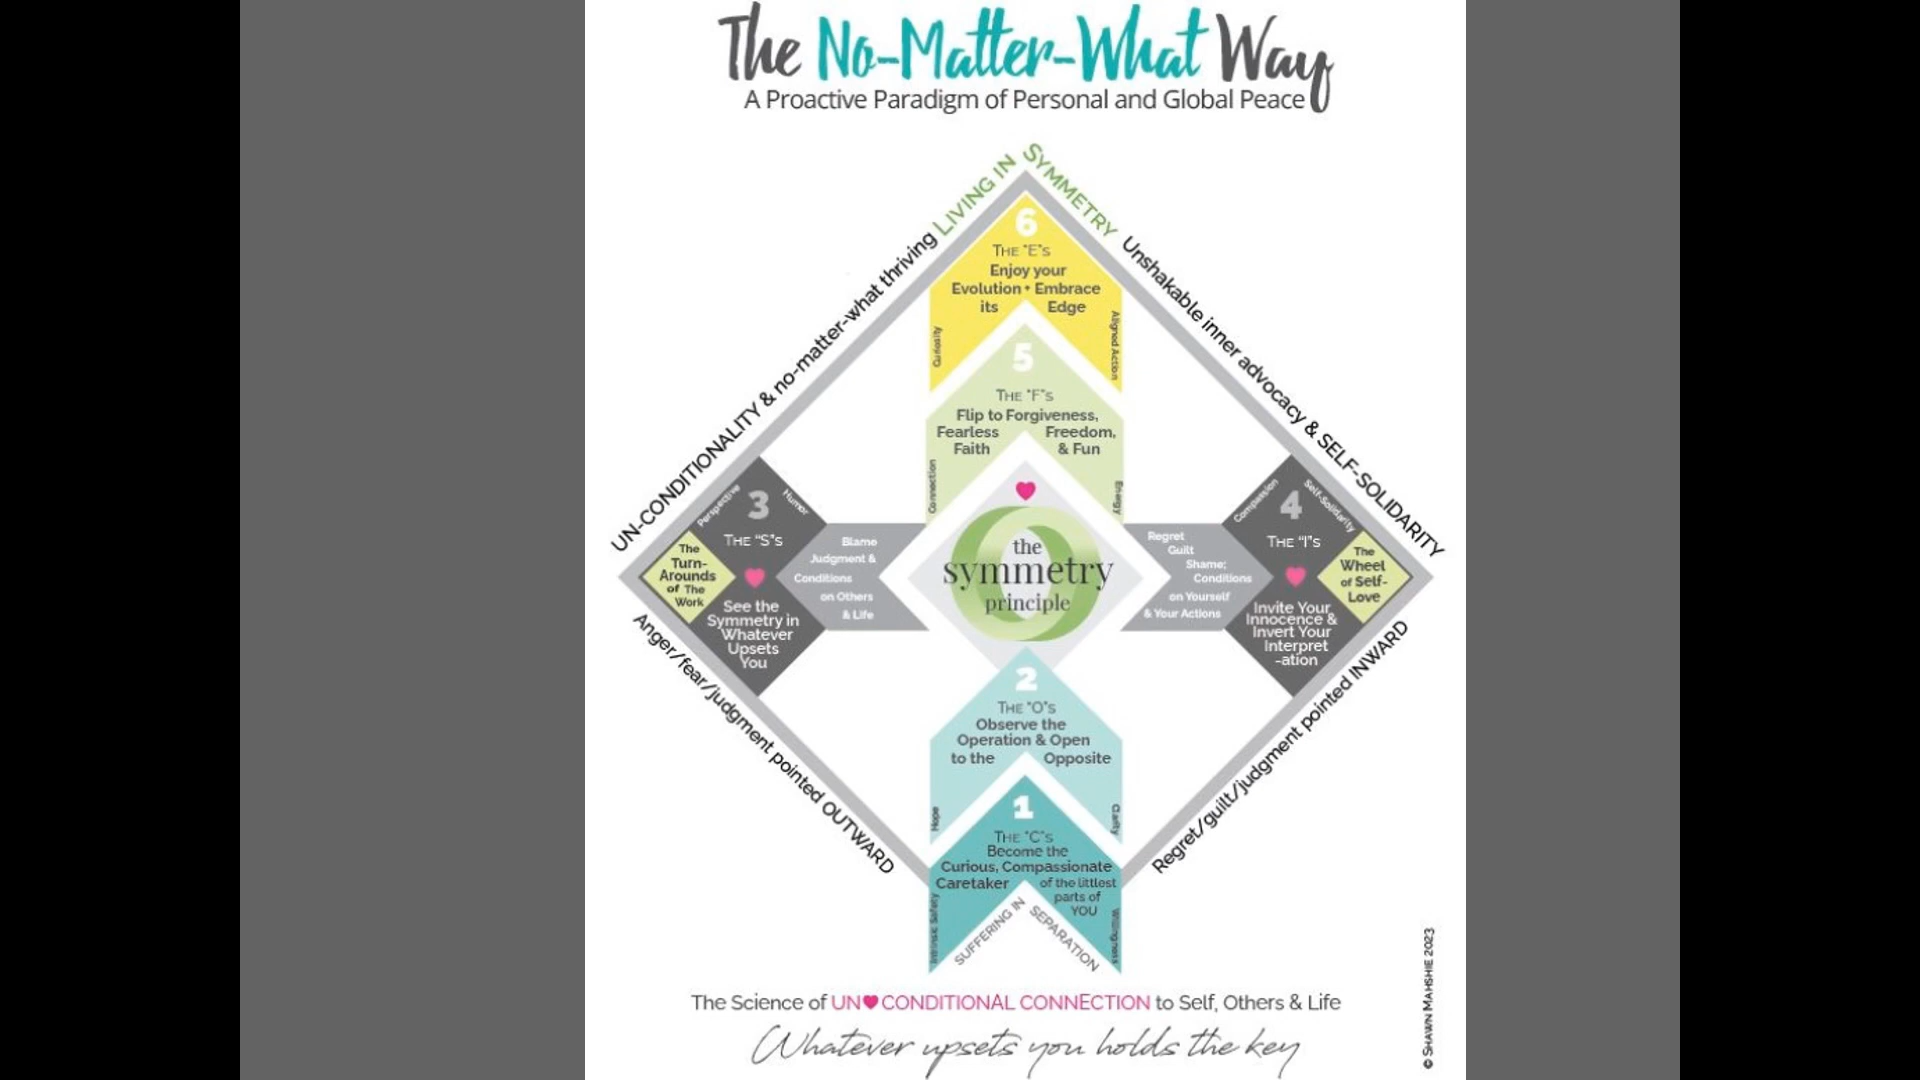 The No-Matter-What Way
A Proactive Paradigm of Personal and Global Peace
LIVING IN SYMMETRY
UN-CONDITIONALITY & no-matter-what thriving
Unshakable inner advocacy & SELF-SOLIDARITY
6
THE "E"s
Enjoy your
Evolution • Embrace
its Edge
Curiosity
Aligned Action
5
THE "F"s
Flip to Forgiveness,
Fearless Freedom,
Faith & Fun
Connection
Energy
3
Perspective
Humor
THE "S"s
The
Turn-
Arounds
of The
Work
See the
Symmetry in
Whatever
Upsets
You
Blame
Judgment &
Conditions
on Others
& Life
the
symmetry
principle
Regret
Guilt
Shame;
Conditions
on Yourself
& Your Actions
4
Compassion
Self-Solidarity
THE "I"s
The
Wheel
of Self-
Love
Invite Your
Innocence &
Invert Your
Interpret
-ation
Anger/fear/judgment pointed OUTWARD
Regret/guilt/judgment pointed INWARD
2
THE "O"s
Observe the
Operation & Open
to the Opposite
Hope
Clarity
1
THE "C"s
Become the
Curious, Compassionate
Caretaker of the littlest
parts of
YOU
Intrinsic Safety
Willingness
SUFFERING IN SEPARATION
The Science of UN♥CONDITIONAL CONNECTION to Self, Others & Life
Whatever upsets you holds the key
© SHAWN MAHSHIE 2023